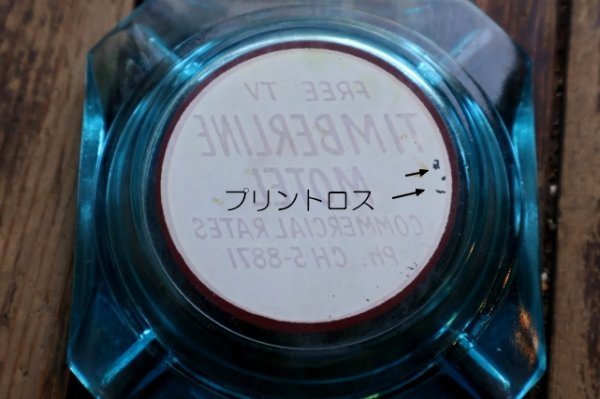 FREE TV
TIMBERLINE
MOTEL
プリントロス
COMMERCIAL RATES
PH. CH 5-8871